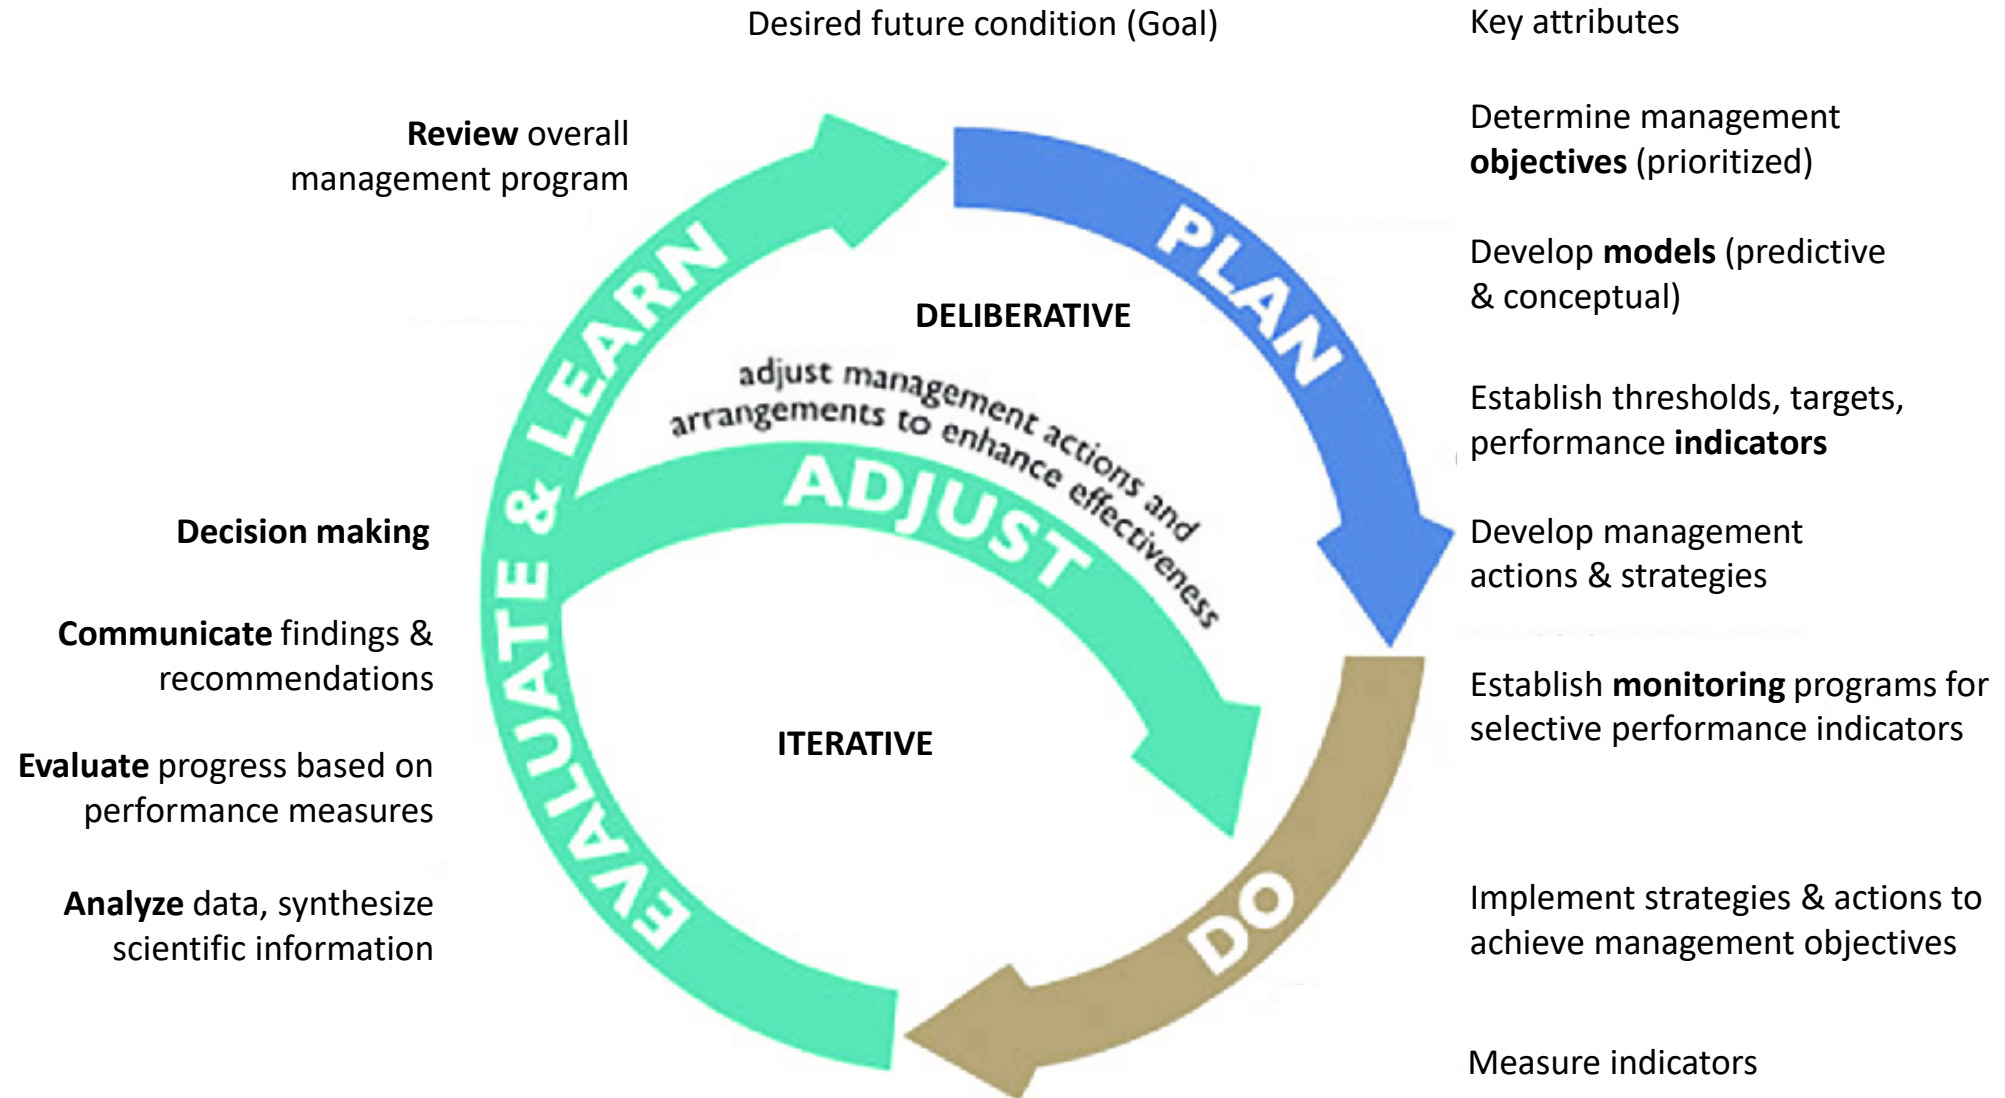 Desired future condition (Goal)
Key attributes
Review overall
management program
Determine management
objectives (prioritized)
Develop models (predictive
& conceptual)
Establish thresholds, targets,
performance indicators
Develop management
actions & strategies
Establish monitoring programs for
selective performance indicators
Implement strategies & actions to
achieve management objectives
Measure indicators
Analyze data, synthesize
scientific information
Evaluate progress based on
performance measures
Communicate findings &
recommendations
Decision making
PLAN
DO
EVALUATE & LEARN
DELIBERATIVE
adjust management actions and
arrangements to enhance effectiveness
ADJUST
ITERATIVE